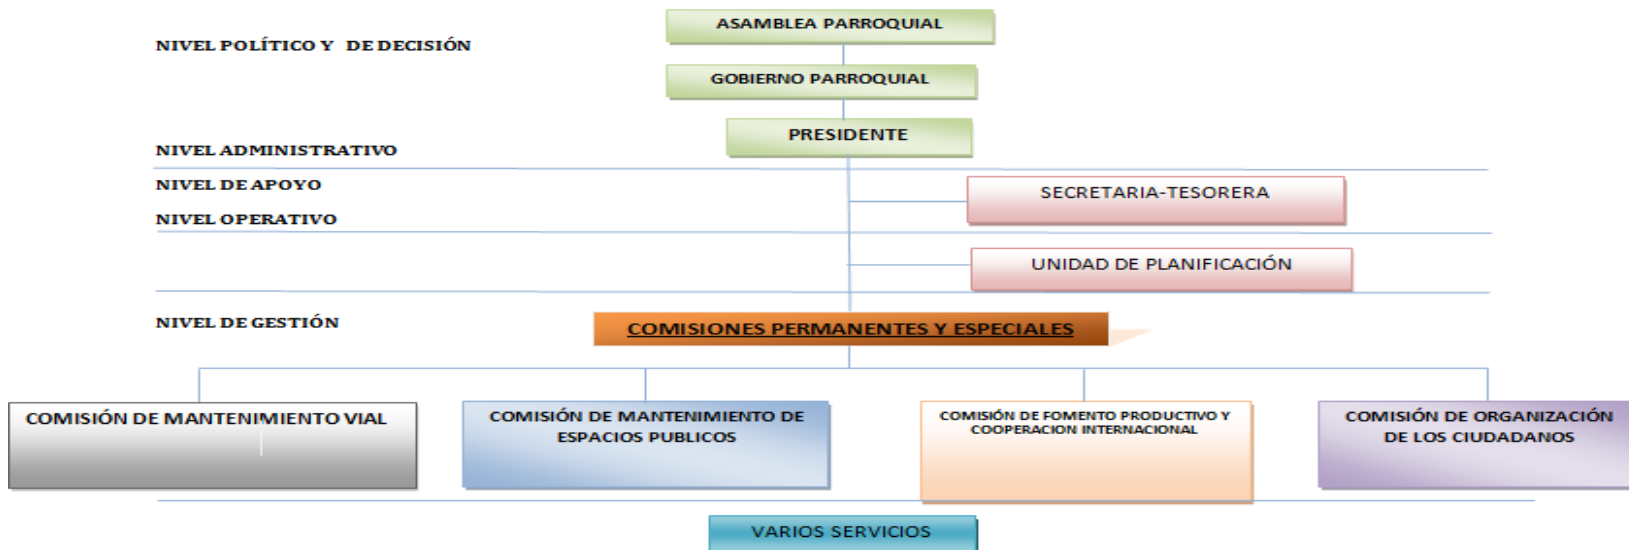 ASAMBLEA PARROQUIAL
NIVEL POLÍTICO Y DE DECISIÓN
GOBIERNO PARROQUIAL
PRESIDENTE
NIVEL ADMINISTRATIVO
NIVEL DE APOYO
SECRETARIA-TESORERA
NIVEL OPERATIVO
UNIDAD DE PLANIFICACIÓN
NIVEL DE GESTIÓN
COMISIONES PERMANENTES Y ESPECIALES
COMISIÓN DE MANTENIMIENTO VIAL
COMISIÓN DE MANTENIMIENTO DE
ESPACIOS PUBLICOS
COMISIÓN DE FOMENTO PRODUCTIVO Y
COOPERACION INTERNACIONAL
COMISIÓN DE ORGANIZACIÓN
DE LOS CIUDADANOS
VARIOS SERVICIOS